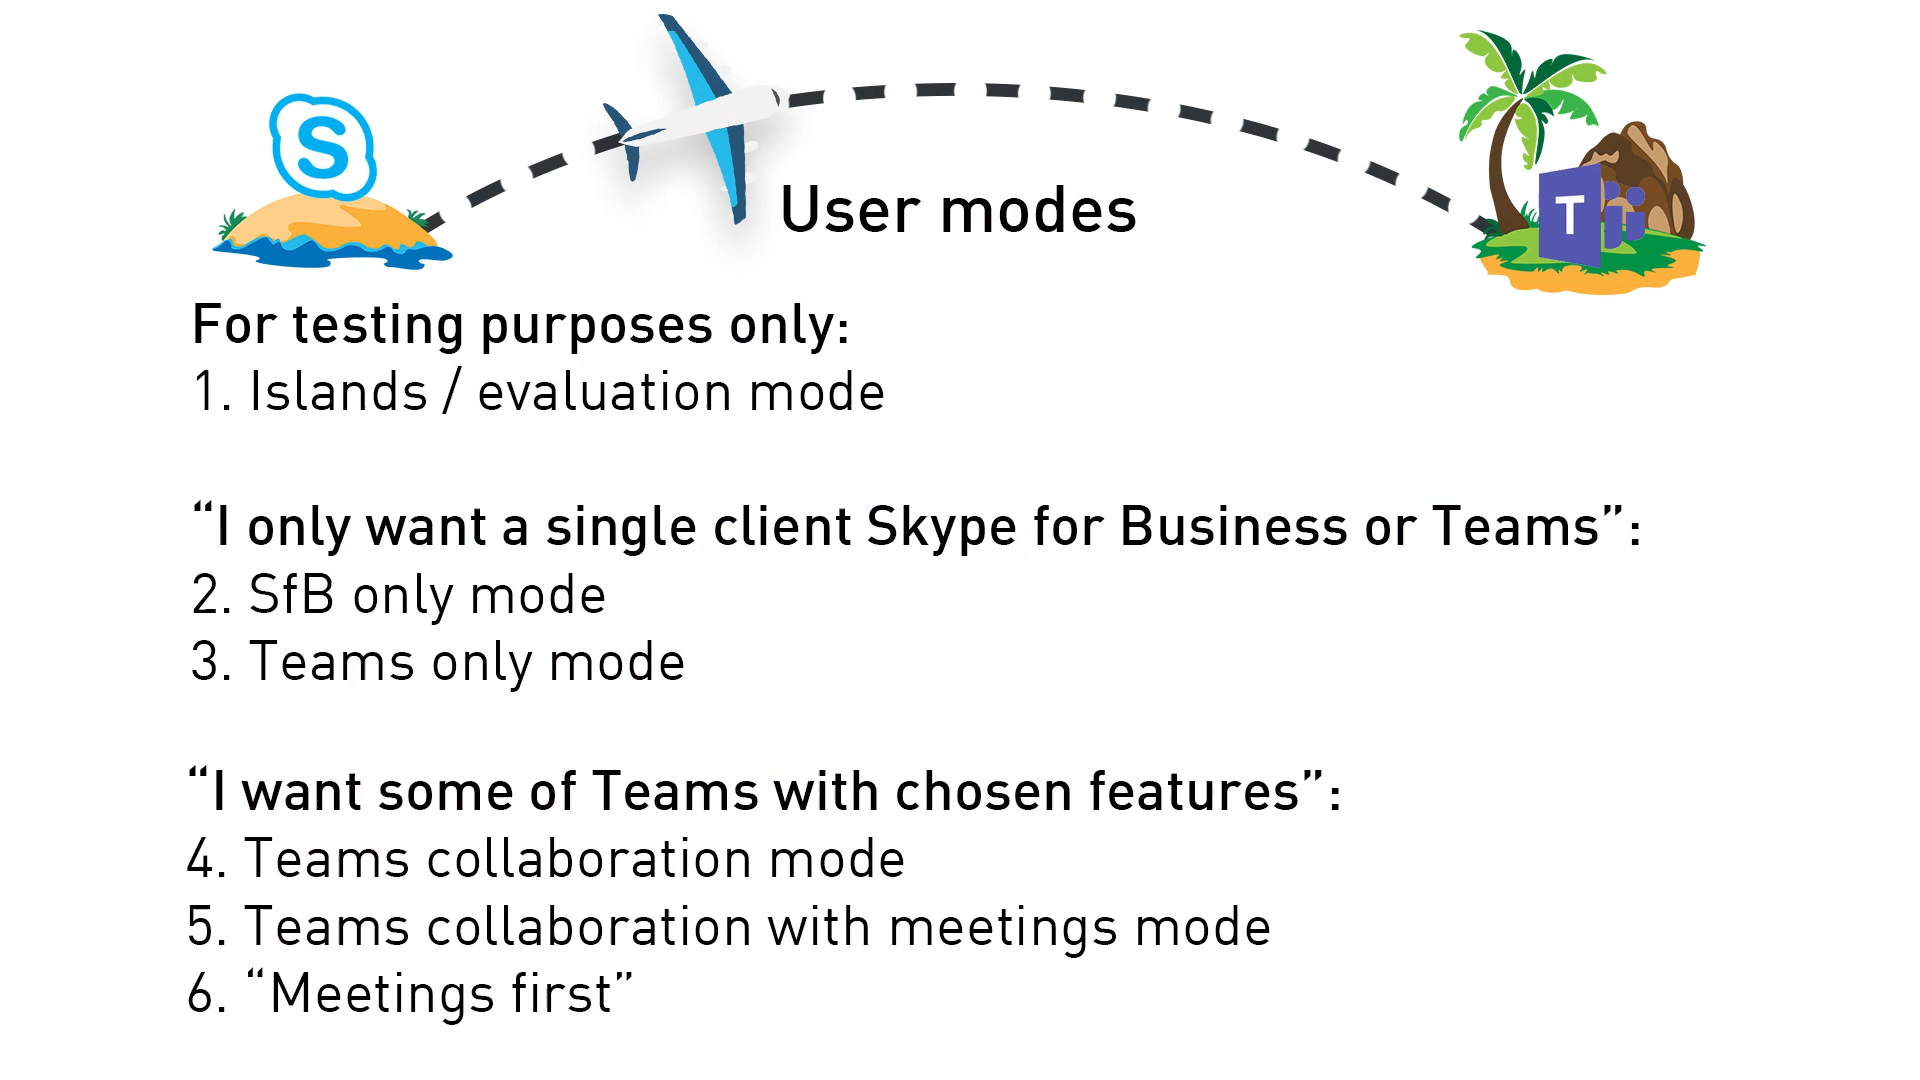 S
T
User modes
For testing purposes only:
1. Islands / evaluation mode
“I only want a single client Skype for Business or Teams”:
2. SfB only mode
3. Teams only mode
“I want some of Teams with chosen features”:
4. Teams collaboration mode
5. Teams collaboration with meetings mode
6. “Meetings first”